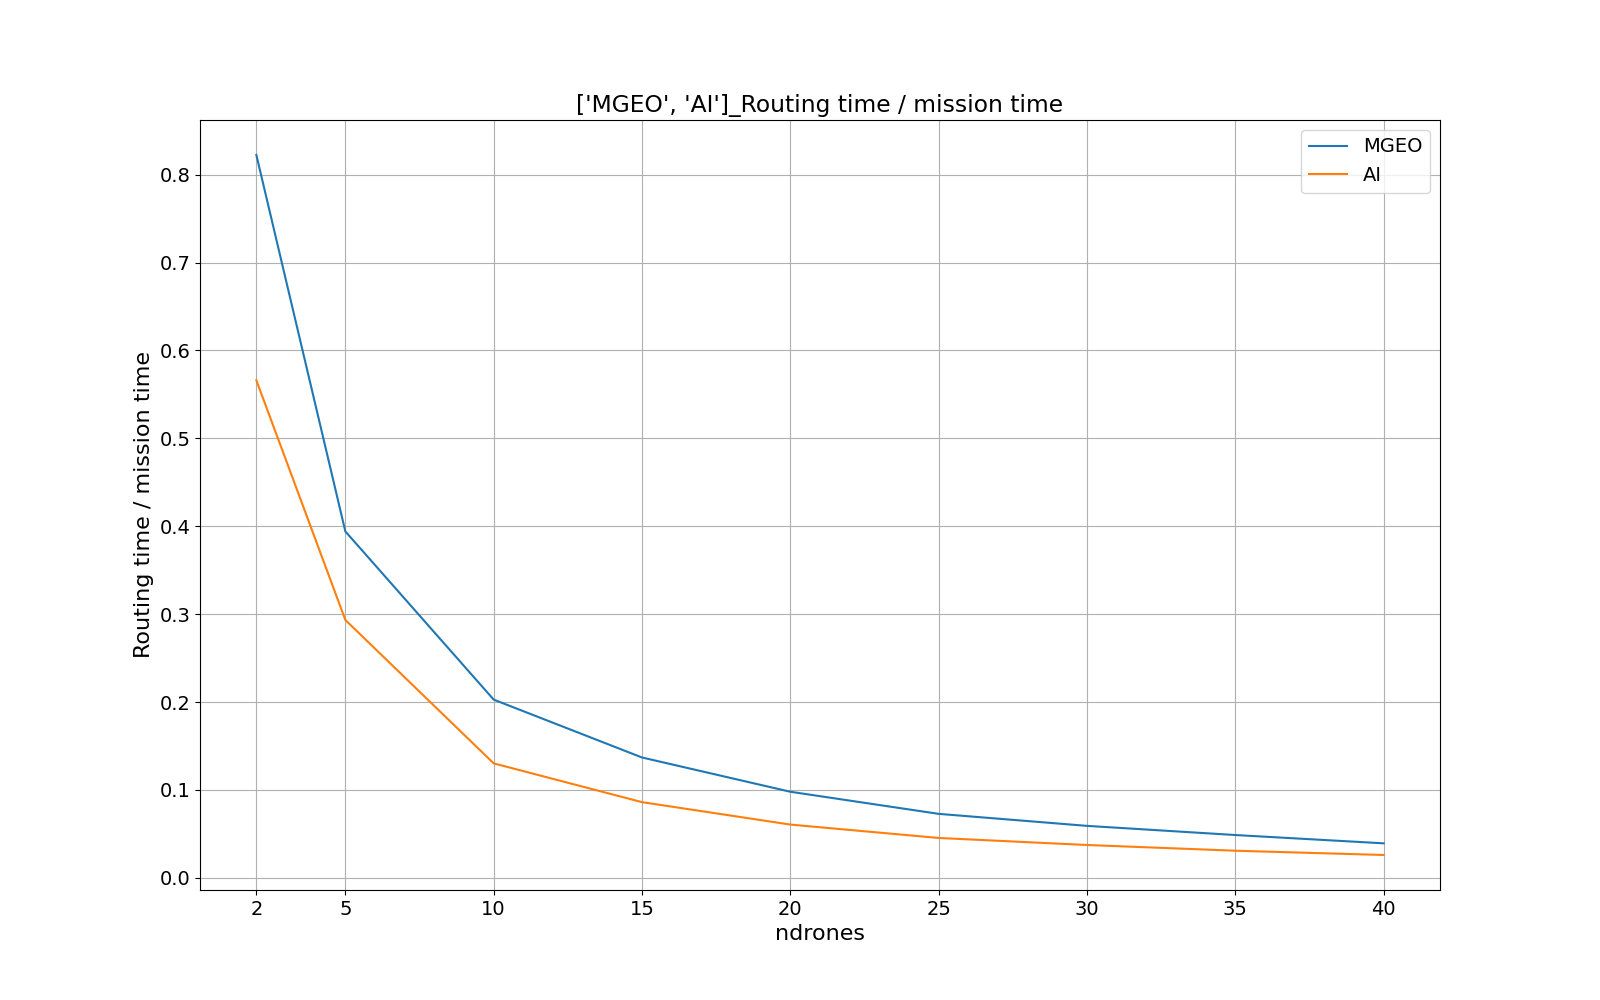 ['MGEO', 'AI']_Routing time / mission time
MGEO
AI
Routing time / mission time
0.8
0.7
0.6
0.5
0.4
0.3
0.2
0.1
0.0
2 5 10 15 20 25 30 35 40
ndrones